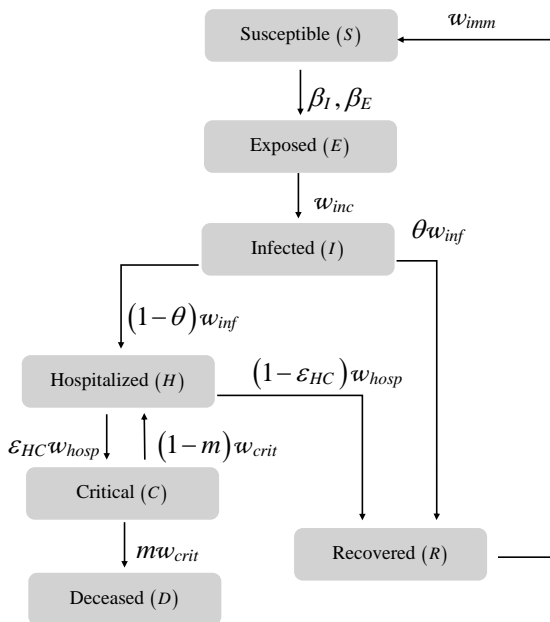 Susceptible (S)
w_imm
β_I, β_E
Exposed (E)
w_inc
Infected (I)
θw_inf
(1−θ)w_inf
Hospitalized (H)
(1−ε_HC)w_hosp
ε_HC w_hosp
(1−m)w_crit
Critical (C)
mw_crit
Recovered (R)
Deceased (D)